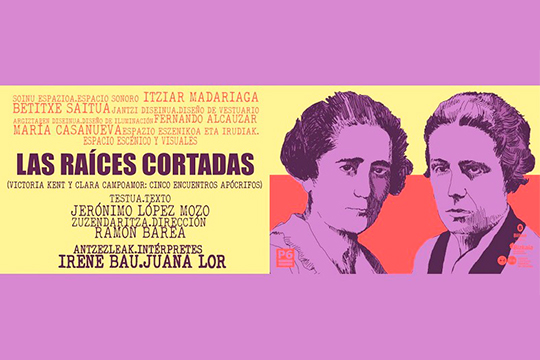 SOINU ESPAZIOA.ESPACIO SONORO ITZIAR MADARIAGA
BETITXE SAITUA JANTZI DISEINUA.DISEÑO DE VESTUARIO
ARGIZTAPEN DISEINUA.DISEÑO DE ILUMINACIÓN FERNANDO ALCAUZAR
MARÍA CASANUEVA ESPAZIO ESZENIKOA ETA IRUDIAK.
ESPACIO ESCÉNICO Y VISUALES
LAS RAÍCES CORTADAS
(VICTORIA KENT Y CLARA CAMPOAMOR: CINCO ENCUENTROS APÓCRIFOS)
TESTUA.TEXTO
JERÓNIMO LÓPEZ MOZO
ZUZENDARITZA.DIRECCIÓN
RAMÓN BAREA
ANTZEZLEAK.INTÉRPRETES
IRENE BAU.JUANA LOR
P6